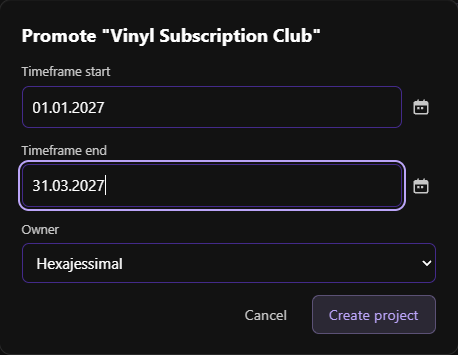 Promote "Vinyl Subscription Club"
Timeframe start
01.01.2027
Timeframe end
31.03.2027
Owner
Hexajessimal
Cancel
Create project